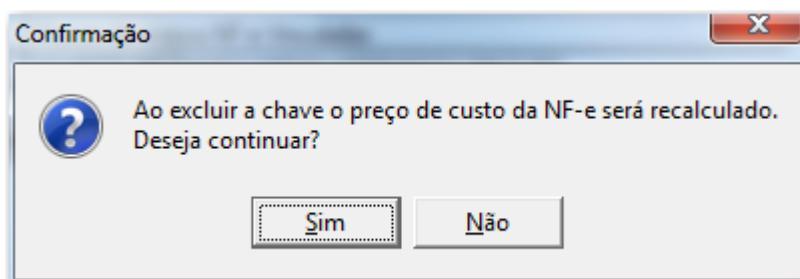 Confirmação
Ao excluir a chave o preço de custo da NF-e será recalculado.
Deseja continuar?
Sim
Não